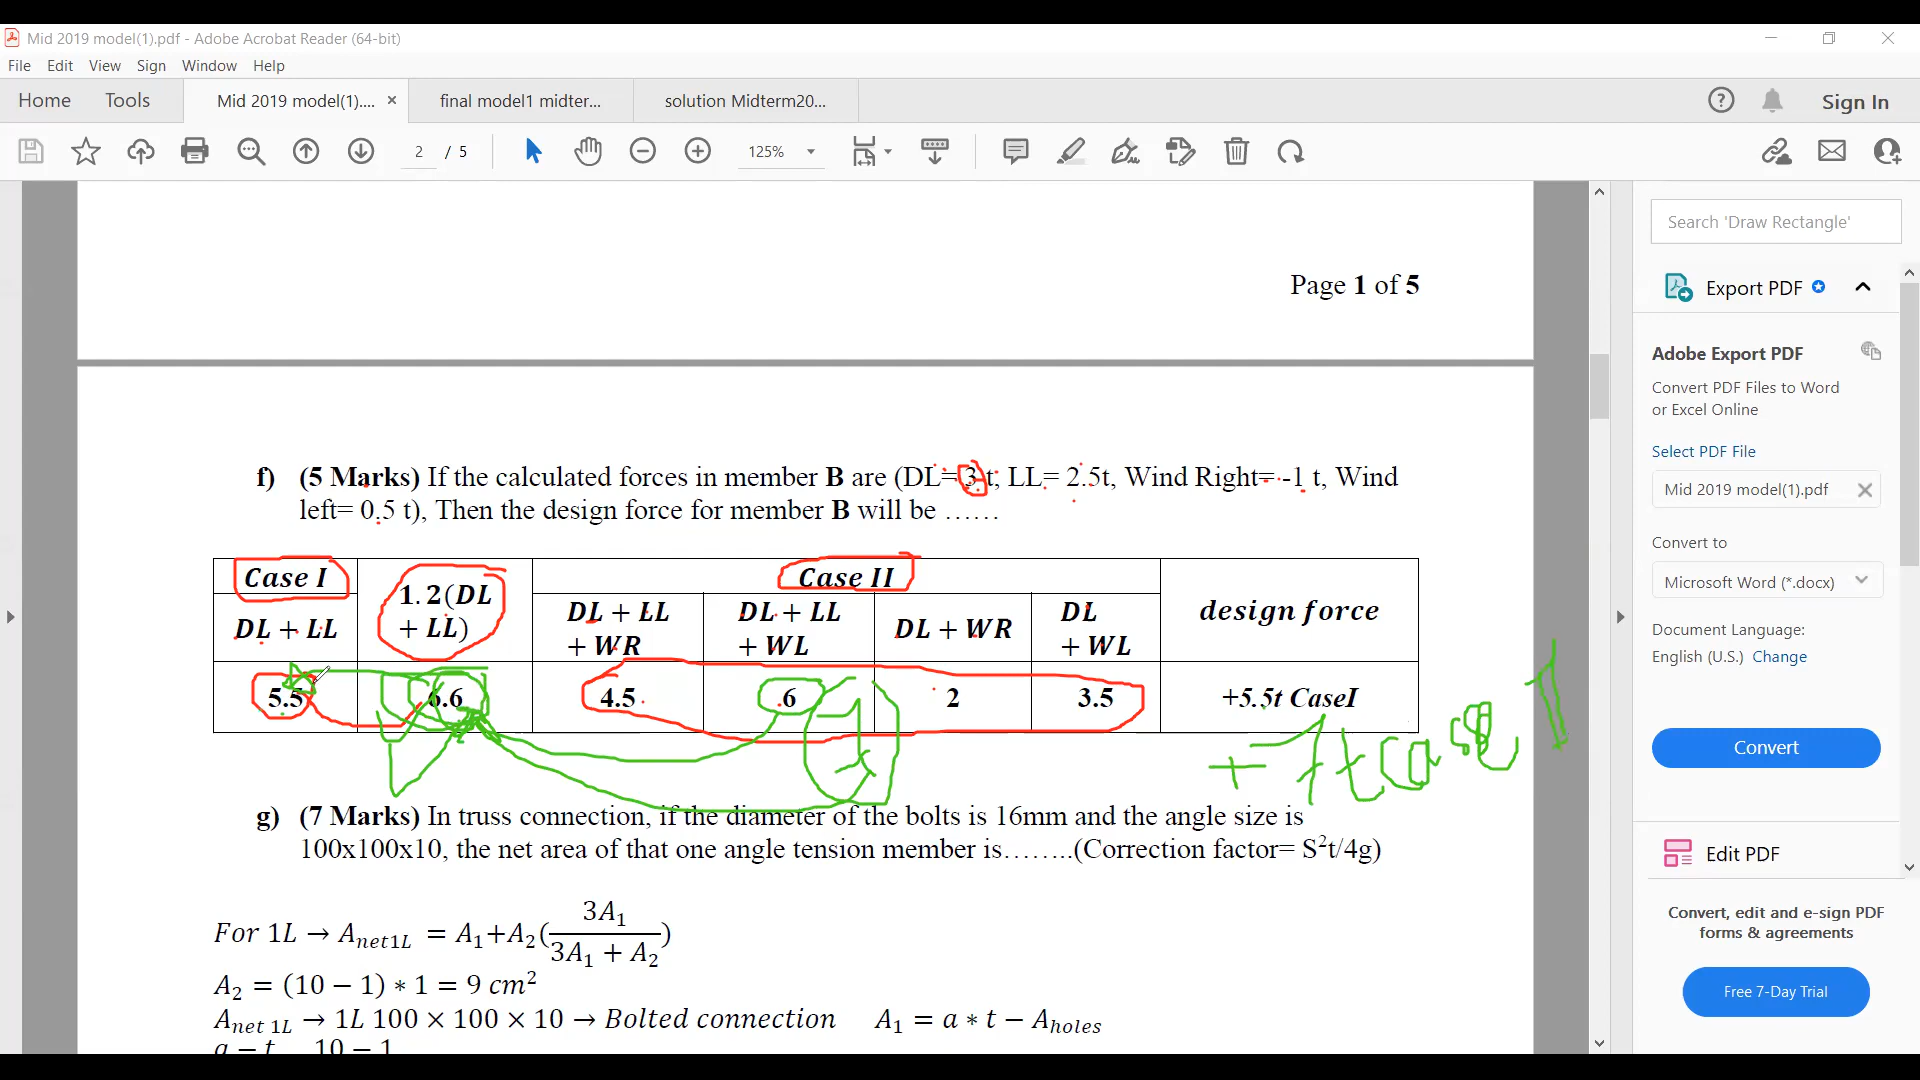 Mid 2019 model(1).pdf - Adobe Acrobat Reader (64-bit)
File Edit View Sign Window Help
Home Tools Mid 2019 model(1).... × final model1 midter... solution Midterm20... Sign In
2 / 5 125%
Page 1 of 5
f) (5 Marks) If the calculated forces in member B are (DL= 3 t, LL= 2.5t, Wind Right= -1 t, Wind
left= 0.5 t), Then the design force for member B will be ……
Case I 1.2(DL + LL) Case II design force
DL + LL DL + LL + WR DL + LL + WL DL + WR DL + WL
5.5 6.6 4.5 6 2 3.5 +5.5t CaseI
+7t case II
g) (7 Marks) In truss connection, if the diameter of the bolts is 16mm and the angle size is
100x100x10, the net area of that one angle tension member is……..(Correction factor= S²t/4g)
For 1L → A_net1L = A₁+A₂(3A₁/(3A₁ + A₂))
A₂ = (10 − 1) ∗ 1 = 9 cm²
A_net 1L → 1L 100 × 100 × 10 → Bolted connection A₁ = a ∗ t − A_holes
a − t 10 − 1
Search 'Draw Rectangle'
Export PDF
Adobe Export PDF
Convert PDF Files to Word
or Excel Online
Select PDF File
Mid 2019 model(1).pdf
Convert to
Microsoft Word (*.docx)
Document Language:
English (U.S.) Change
Convert
Edit PDF
Convert, edit and e-sign PDF
forms & agreements
Free 7-Day Trial